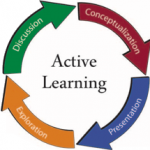 Discussion
Conceptualization
Active
Learning
Exploration
Presentation